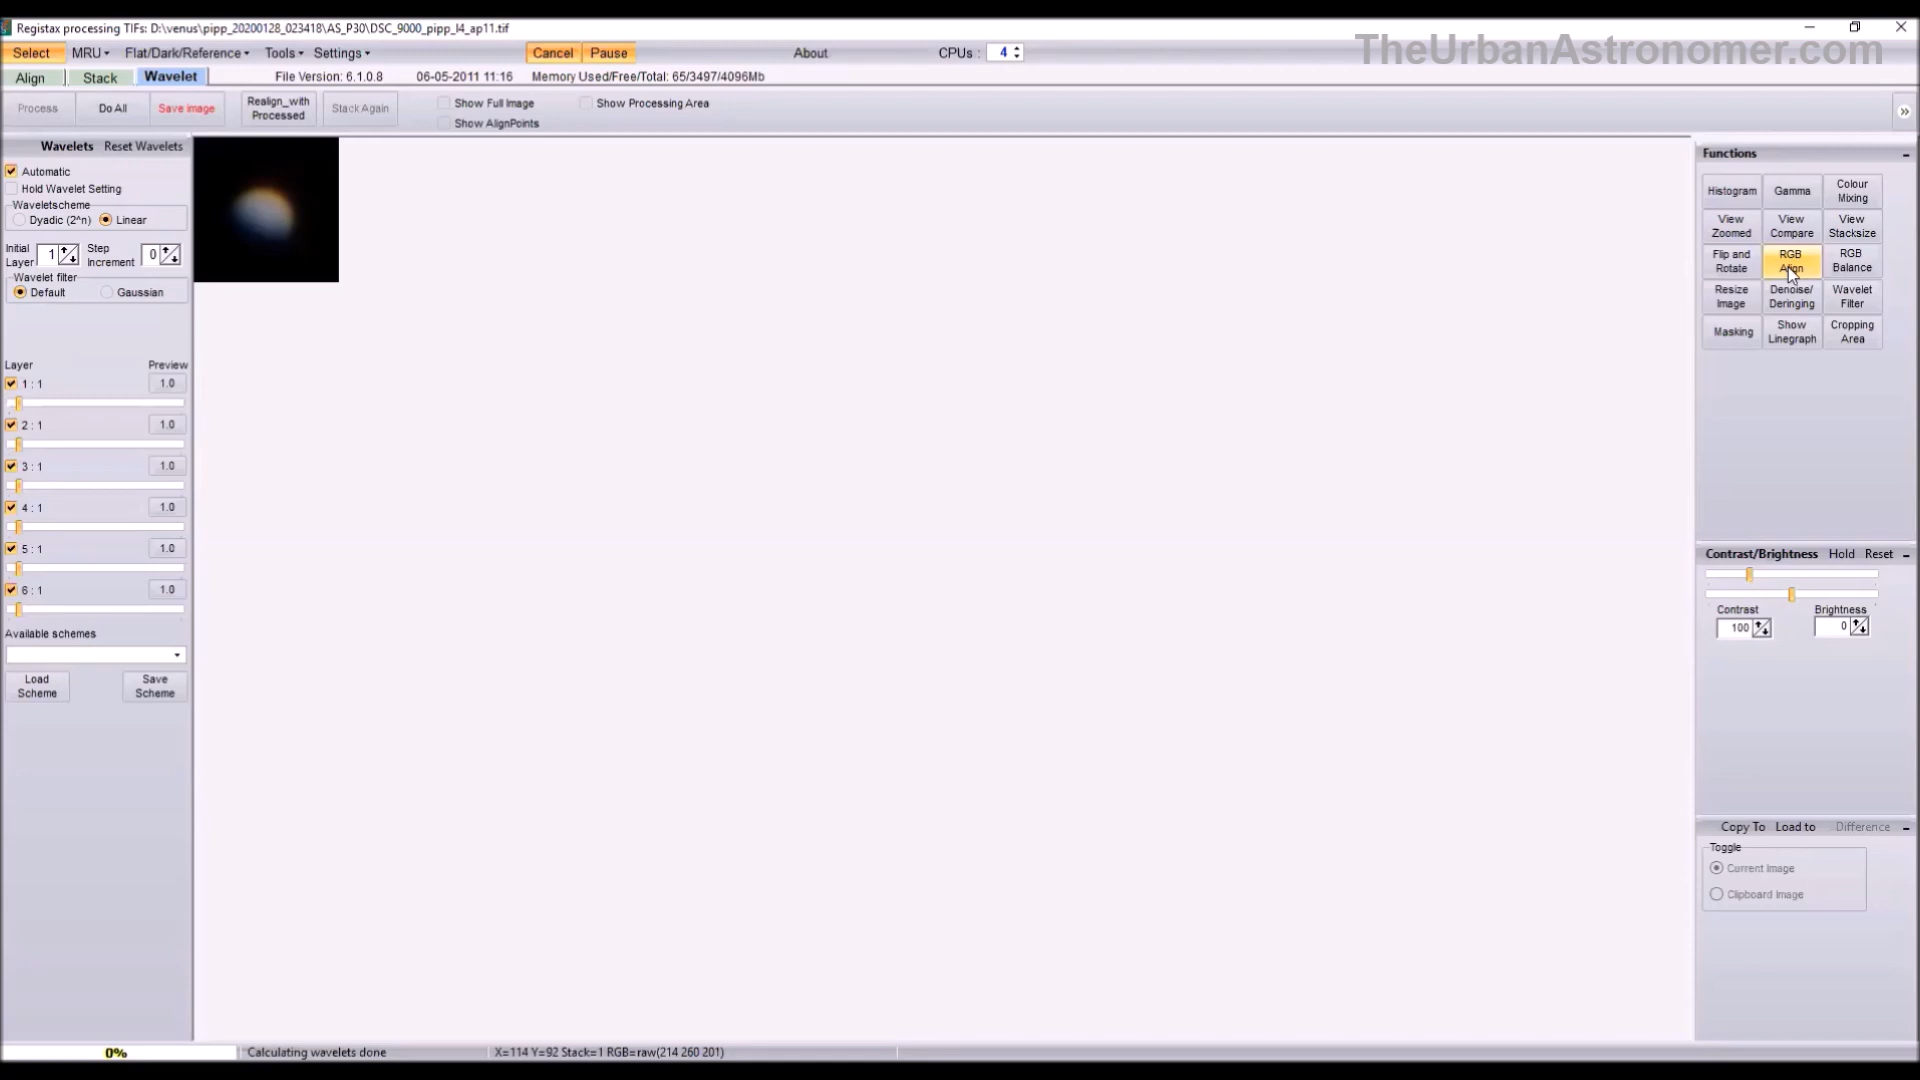 Registax processing TIFs: D:\venus\pipp_20200128_023418\AS_P30\DSC_9000_pipp_l4_ap11.tif
TheUrbanAstronomer.com
Select MRU Flat/Dark/Reference Tools Settings Cancel Pause About CPUs : 4
Align Stack Wavelet File Version: 6.1.0.8 06-05-2011 11:16 Memory Used/Free/Total: 65/3497/4096Mb
Process Do All Save image Realign_with Processed Stack Again Show Full Image Show Processing Area
Show AlignPoints
»
Wavelets Reset Wavelets
Automatic
Hold Wavelet Setting
Waveletscheme
Dyadic (2^n) Linear
Initial Layer 1 Step Increment 0
Wavelet filter
Default Gaussian
Layer Preview
1 : 1 1.0
2 : 1 1.0
3 : 1 1.0
4 : 1 1.0
5 : 1 1.0
6 : 1 1.0
Available schemes
Load Scheme Save Scheme
Functions
Histogram Gamma Colour Mixing
View Zoomed View Compare View Stacksize
Flip and Rotate RGB Align RGB Balance
Resize Image Denoise/ Deringing Wavelet Filter
Masking Show Linegraph Cropping Area
Contrast/Brightness Hold Reset
Contrast Brightness
100 0
Copy To Load to Difference
Toggle
Current Image
Clipboard Image
0% Calculating wavelets done X=114 Y=92 Stack=1 RGB=raw(214 260 201)